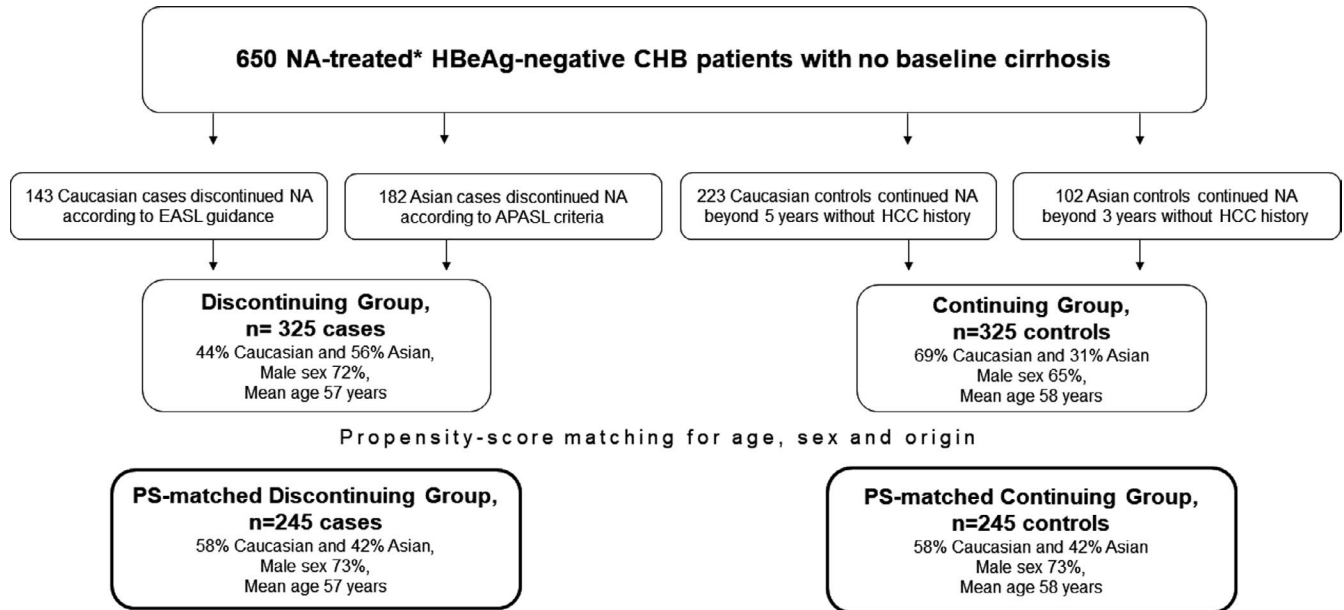 650 NA-treated* HBeAg-negative CHB patients with no baseline cirrhosis
143 Caucasian cases discontinued NA
according to EASL guidance
182 Asian cases discontinued NA
according to APASL criteria
223 Caucasian controls continued NA
beyond 5 years without HCC history
102 Asian controls continued NA
beyond 3 years without HCC history
Discontinuing Group,
n= 325 cases
44% Caucasian and 56% Asian,
Male sex 72%,
Mean age 57 years
Continuing Group,
n=325 controls
69% Caucasian and 31% Asian
Male sex 65%,
Mean age 58 years
Propensity-score matching for age, sex and origin
PS-matched Discontinuing Group,
n=245 cases
58% Caucasian and 42% Asian,
Male sex 73%,
Mean age 57 years
PS-matched Continuing Group,
n=245 controls
58% Caucasian and 42% Asian
Male sex 73%,
Mean age 58 years